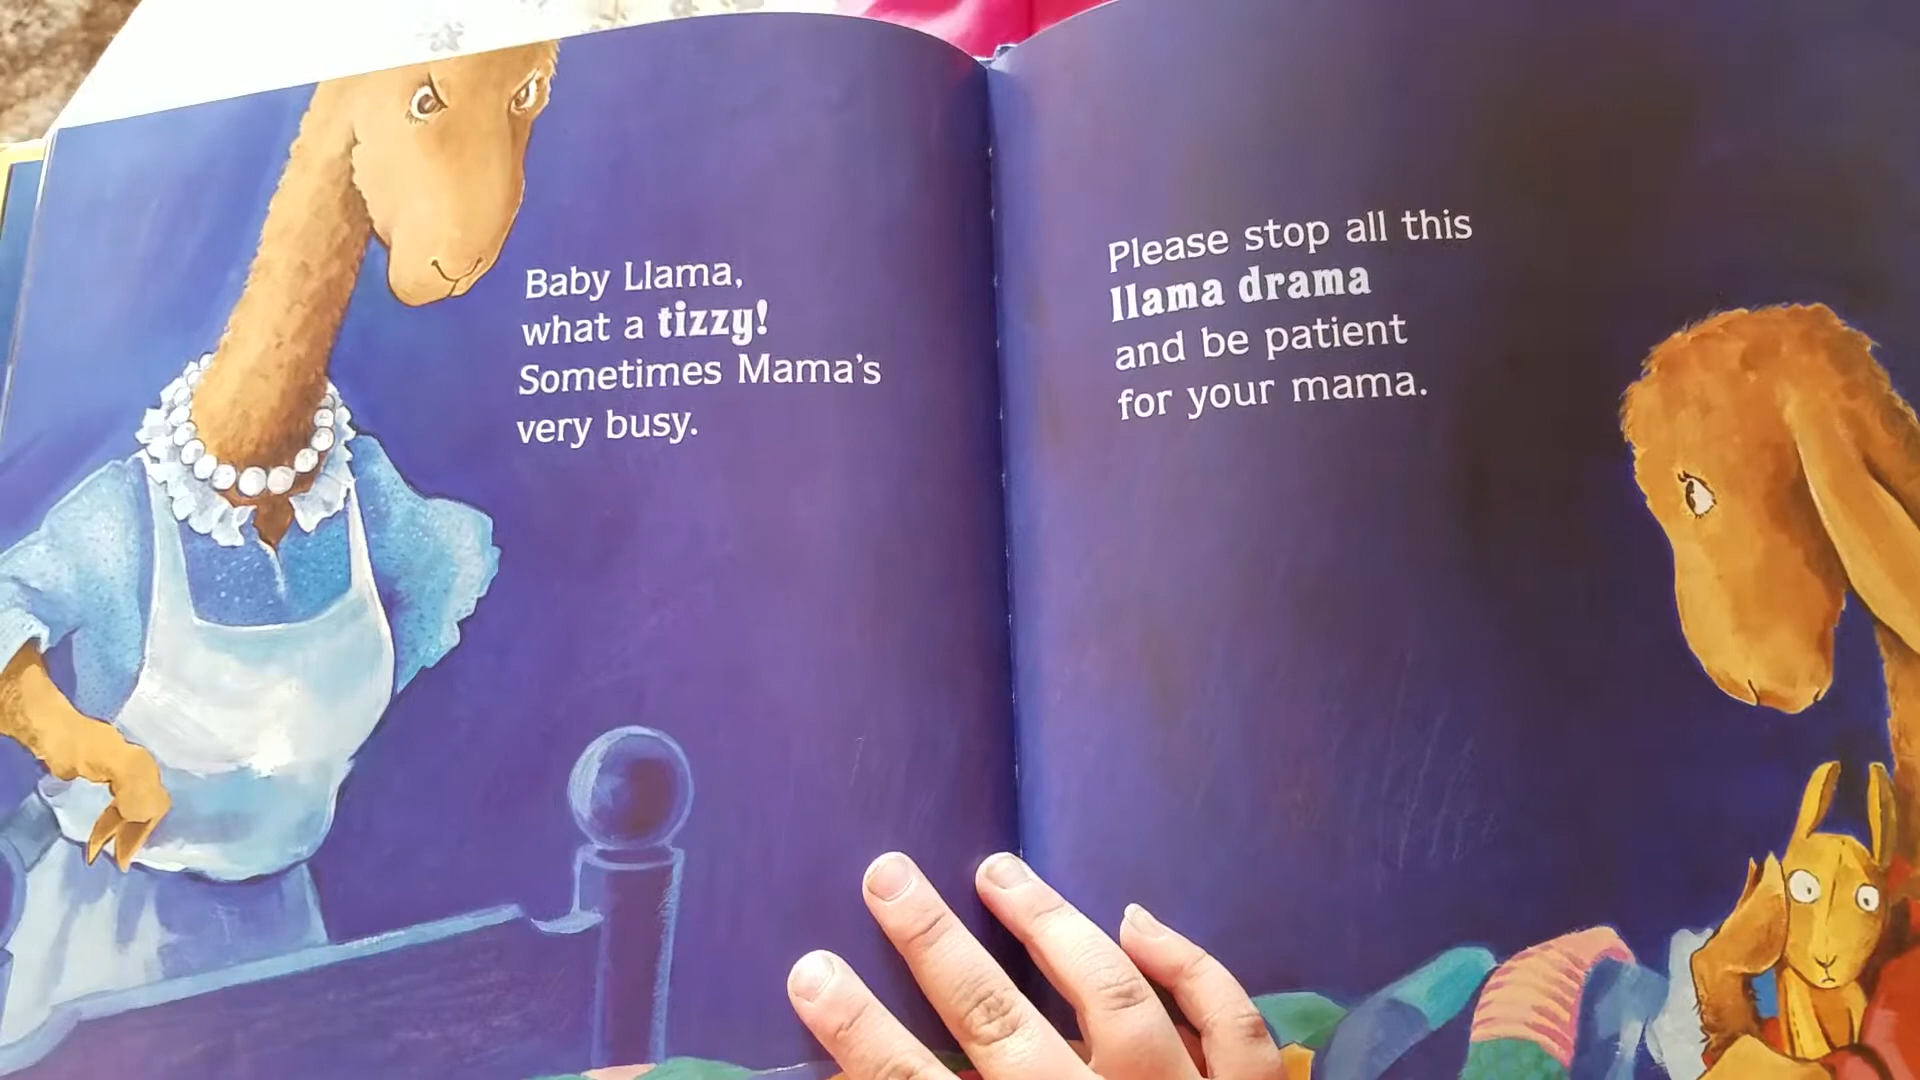 Baby Llama,
what a tizzy!
Sometimes Mama's
very busy.
Please stop all this
llama drama
and be patient
for your mama.